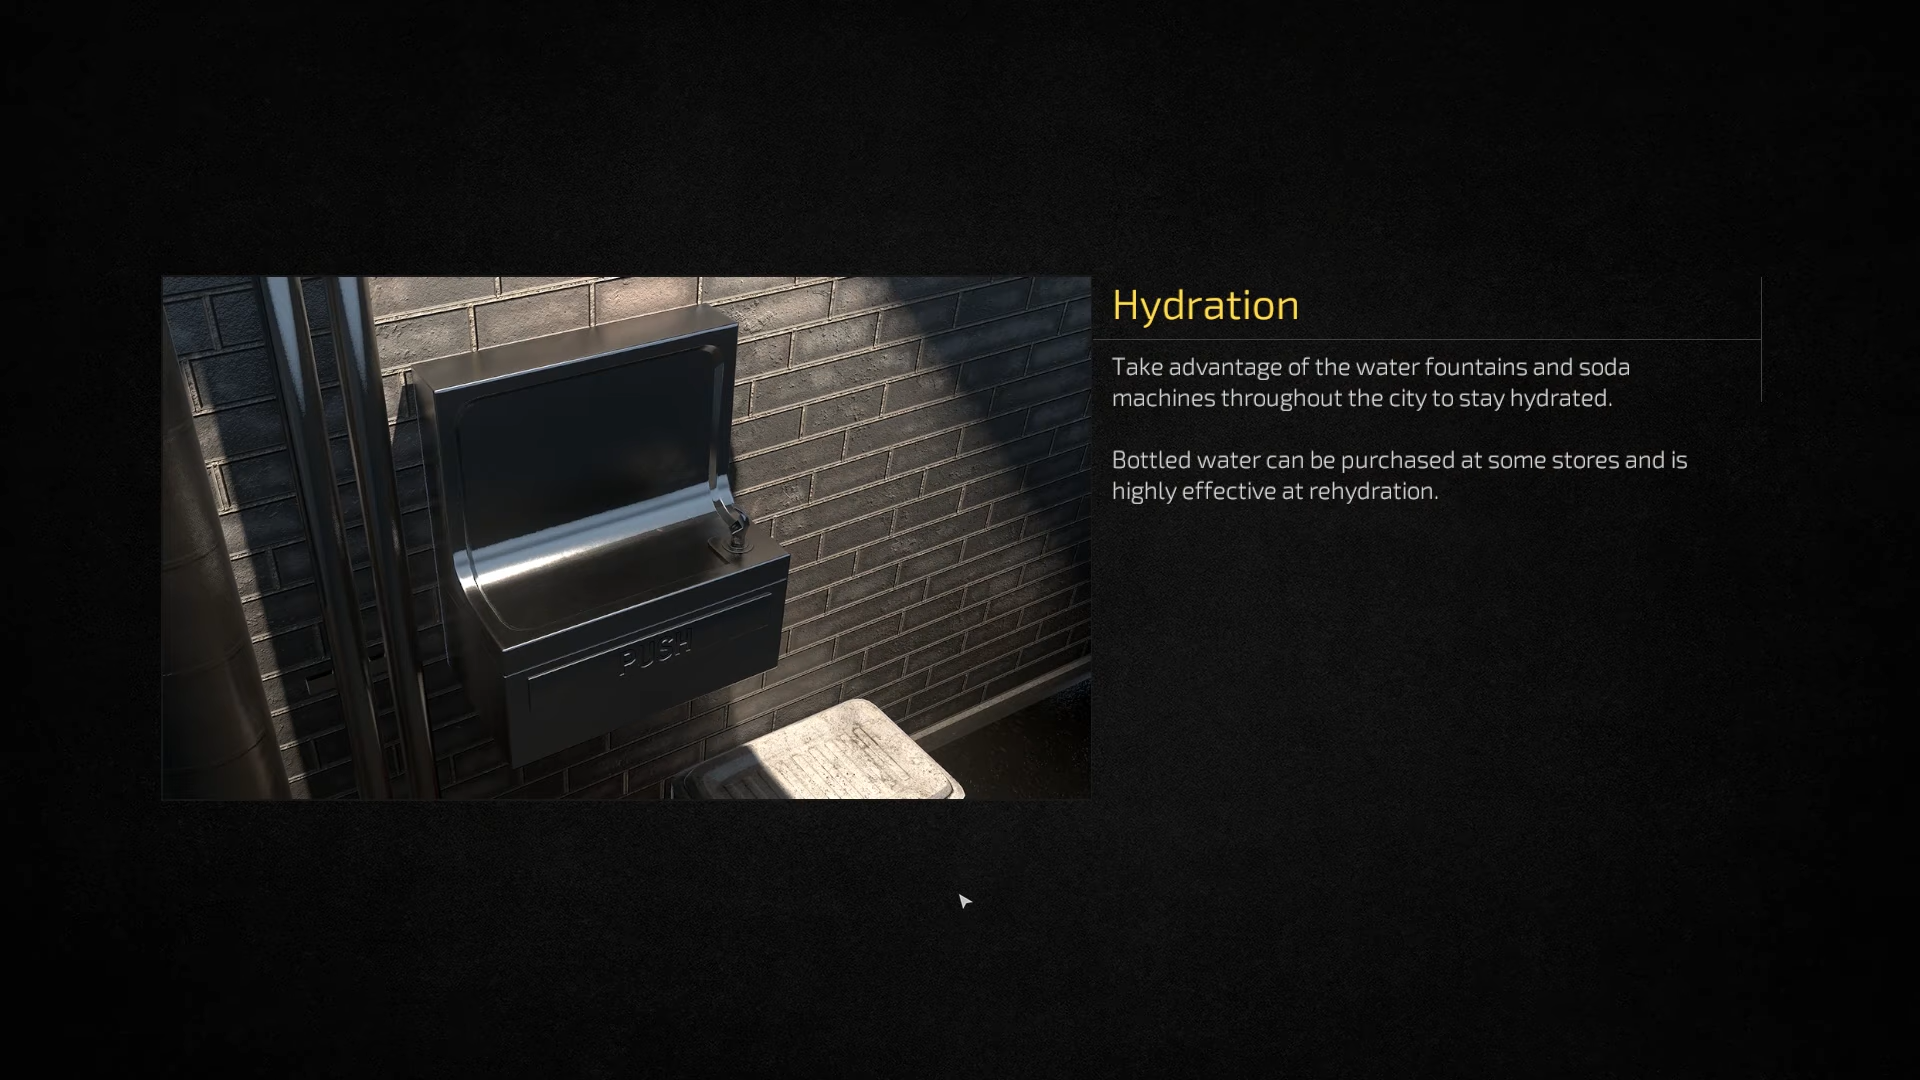 Hydration
Take advantage of the water fountains and soda
machines throughout the city to stay hydrated.
Bottled water can be purchased at some stores and is
highly effective at rehydration.
PUSH